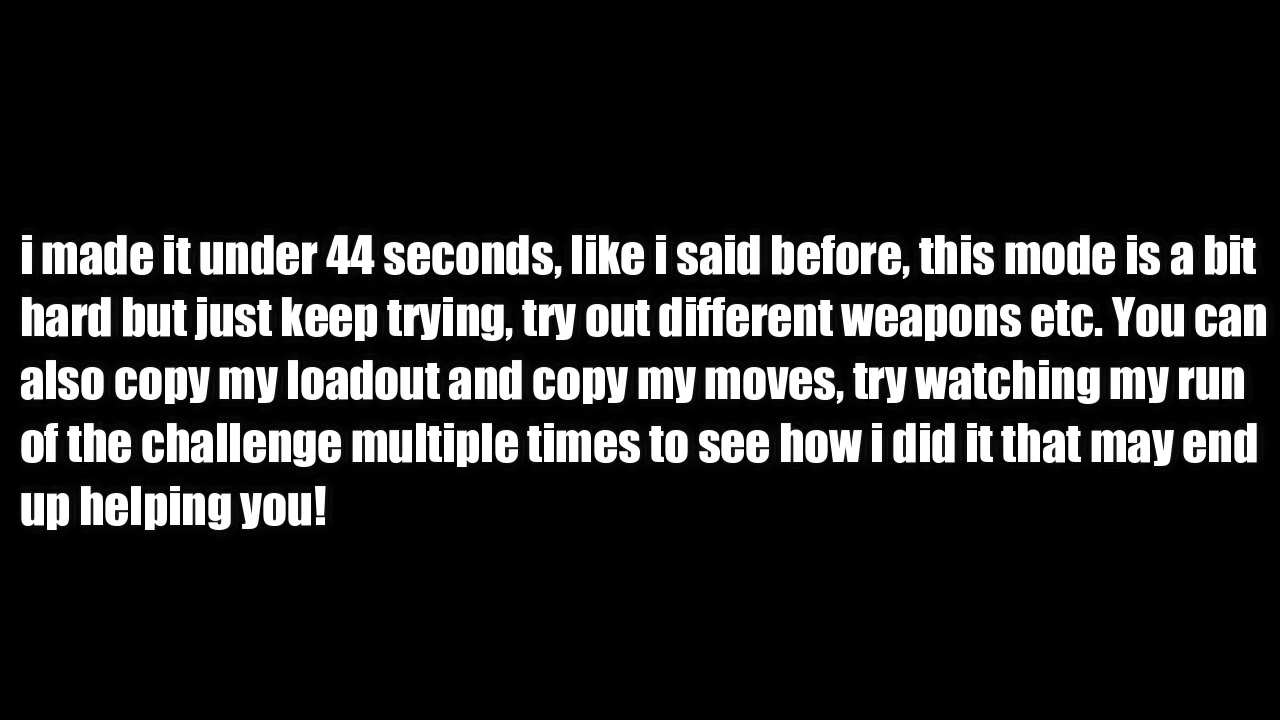 i made it under 44 seconds, like i said before, this mode is a bit
hard but just keep trying, try out different weapons etc. You can
also copy my loadout and copy my moves, try watching my run
of the challenge multiple times to see how i did it that may end
up helping you!